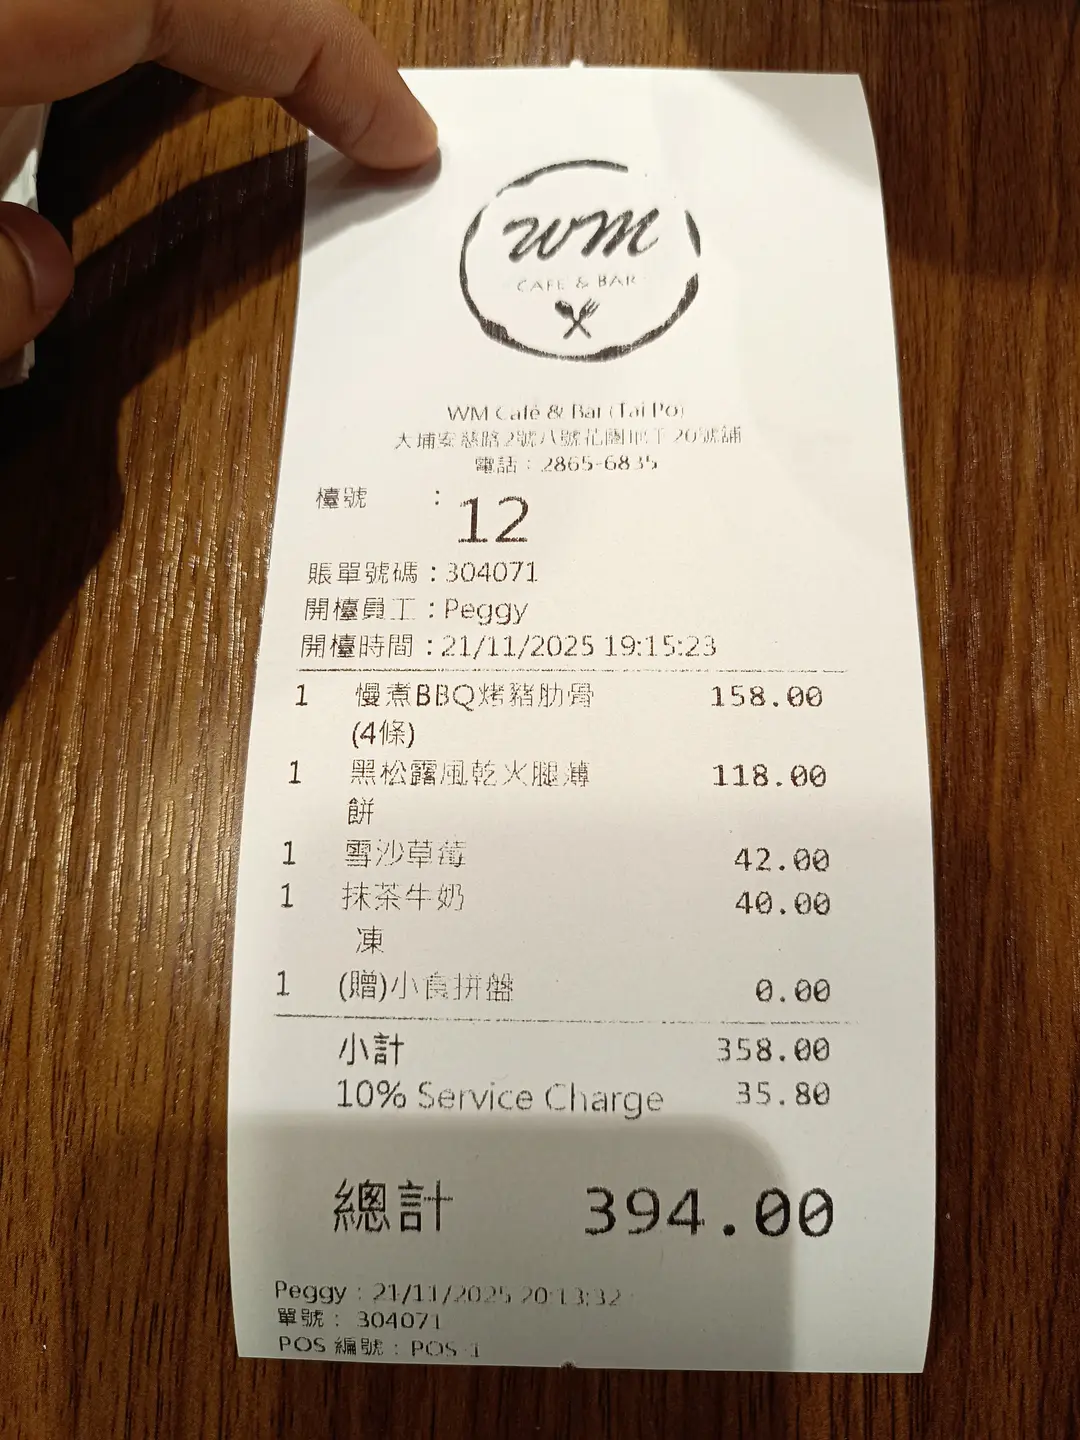 WM
CAFE & BAR
WM Café & Bar (Tai Po)
大埔安慈路2號八號花園地下26號舖
電話：2865-6835
檯號 : 12
賬單號碼：304071
開檯員工：Peggy
開檯時間：21/11/2025 19:15:23
1 慢煮BBQ烤豬肋骨 158.00
(4條)
1 黑松露風乾火腿薄 118.00
餅
1 雪沙草莓 42.00
1 抹茶牛奶 40.00
凍
1 (贈)小食拼盤 0.00
小計 358.00
10% Service Charge 35.80
總計 394.00
Peggy : 21/11/2025 20:13:32
單號： 304071
POS 編號：POS-1